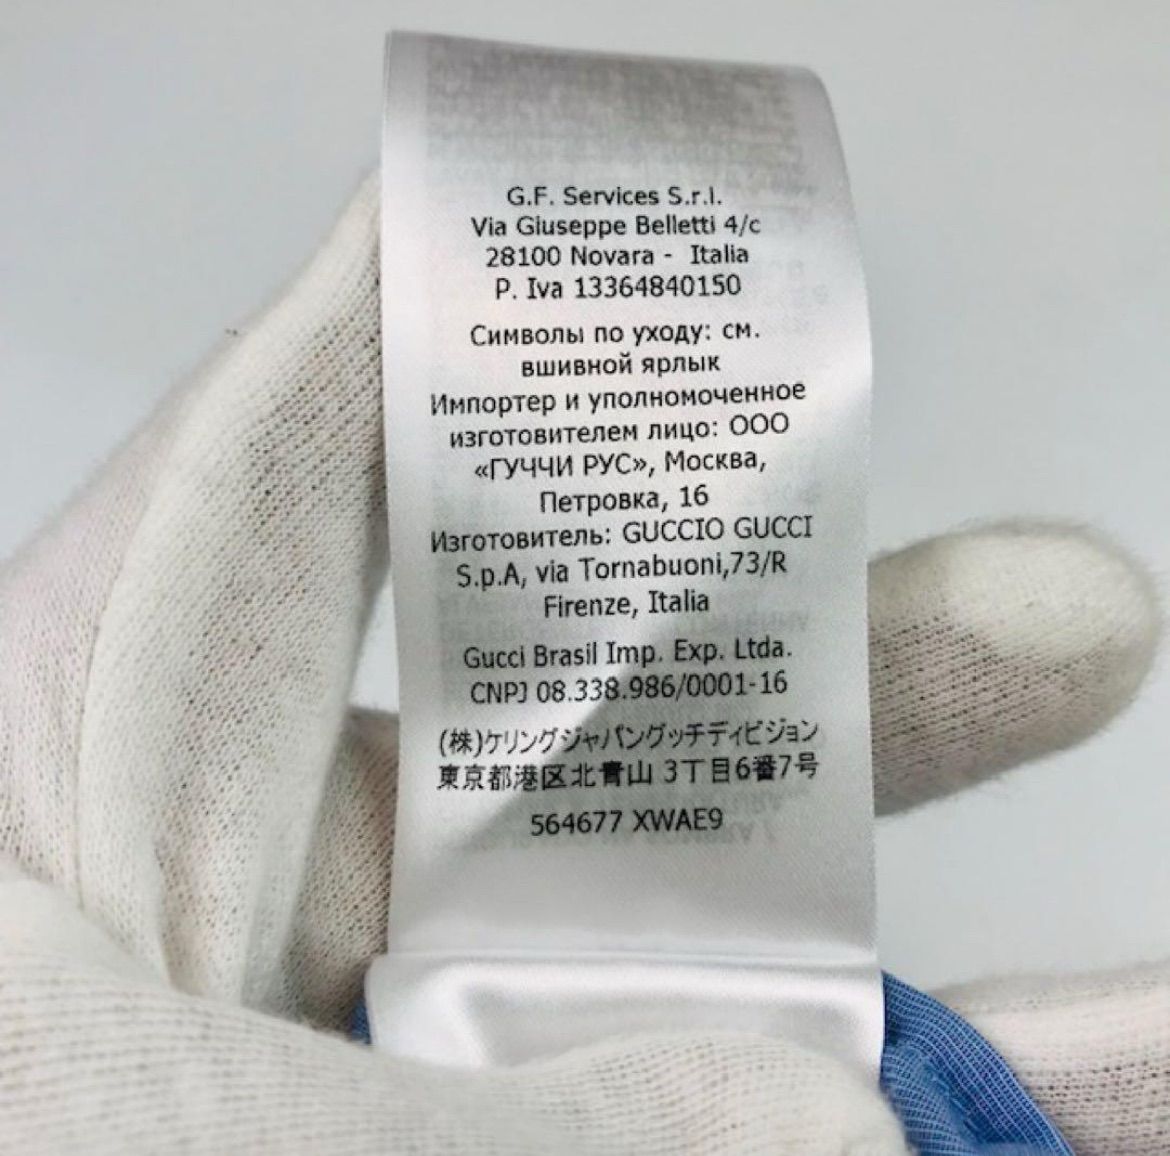 G.F. Services S.r.l.
Via Giuseppe Belletti 4/c
28100 Novara - Italia
P. Iva 13364840150
Символы по уходу: см.
вшивной ярлык
Импортер и уполномоченное
изготовителем лицо: ООО
«ГУЧЧИ РУС», Москва,
Петровка, 16
Изготовитель: GUCCIO GUCCI
S.p.A, via Tornabuoni,73/R
Firenze, Italia
Gucci Brasil Imp. Exp. Ltda.
CNPJ 08.338.986/0001-16
(株)ケリングジャパングッチディビジョン
東京都港区北青山 3丁目6番7号
564677 XWAE9